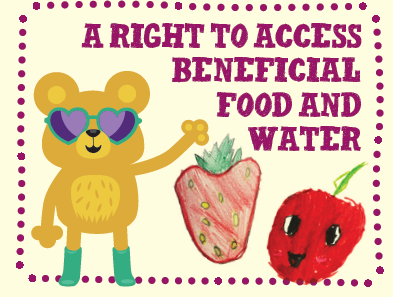 A RIGHT TO ACCESS
BENEFICIAL
FOOD AND
WATER